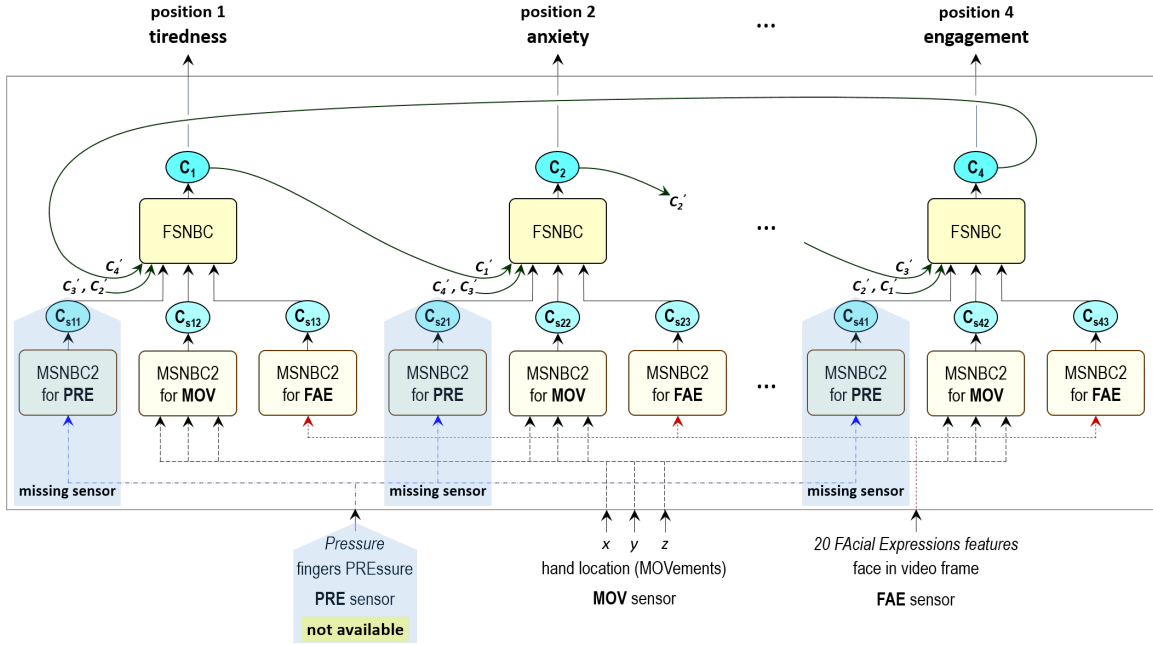 position 1
tiredness
position 2
anxiety
...
position 4
engagement
C1
C2
C4
C2′
FSNBC
FSNBC
...
FSNBC
C4′
C3′, C2′
C1′
C4′, C3′
C3′
C2′, C1′
Cs11
Cs12
Cs13
Cs21
Cs22
Cs23
Cs41
Cs42
Cs43
MSNBC2
for PRE
MSNBC2
for MOV
MSNBC2
for FAE
MSNBC2
for PRE
MSNBC2
for MOV
MSNBC2
for FAE
...
MSNBC2
for PRE
MSNBC2
for MOV
MSNBC2
for FAE
missing sensor
missing sensor
missing sensor
Pressure
fingers PREssure
PRE sensor
not available
x y z
hand location (MOVements)
MOV sensor
20 FAcial Expressions features
face in video frame
FAE sensor